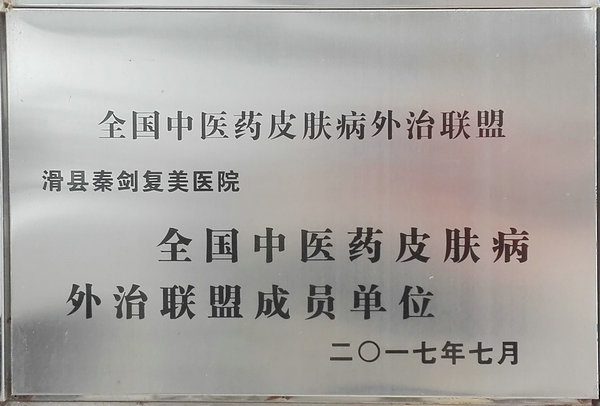 全国中医药皮肤病外治联盟
滑县秦剑复美医院
全国中医药皮肤病
外治联盟成员单位
二〇一七年七月